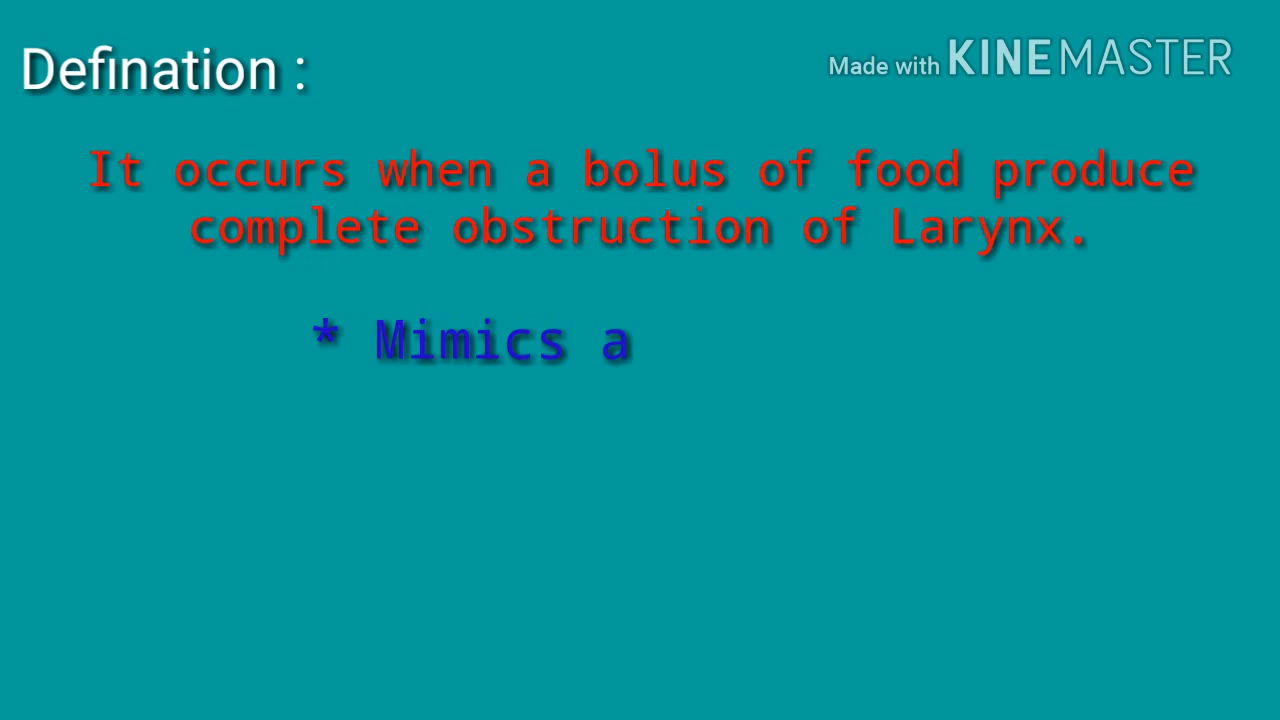 Defination :
Made with KINEMASTER
It occurs when a bolus of food produce
complete obstruction of Larynx.
* Mimics a